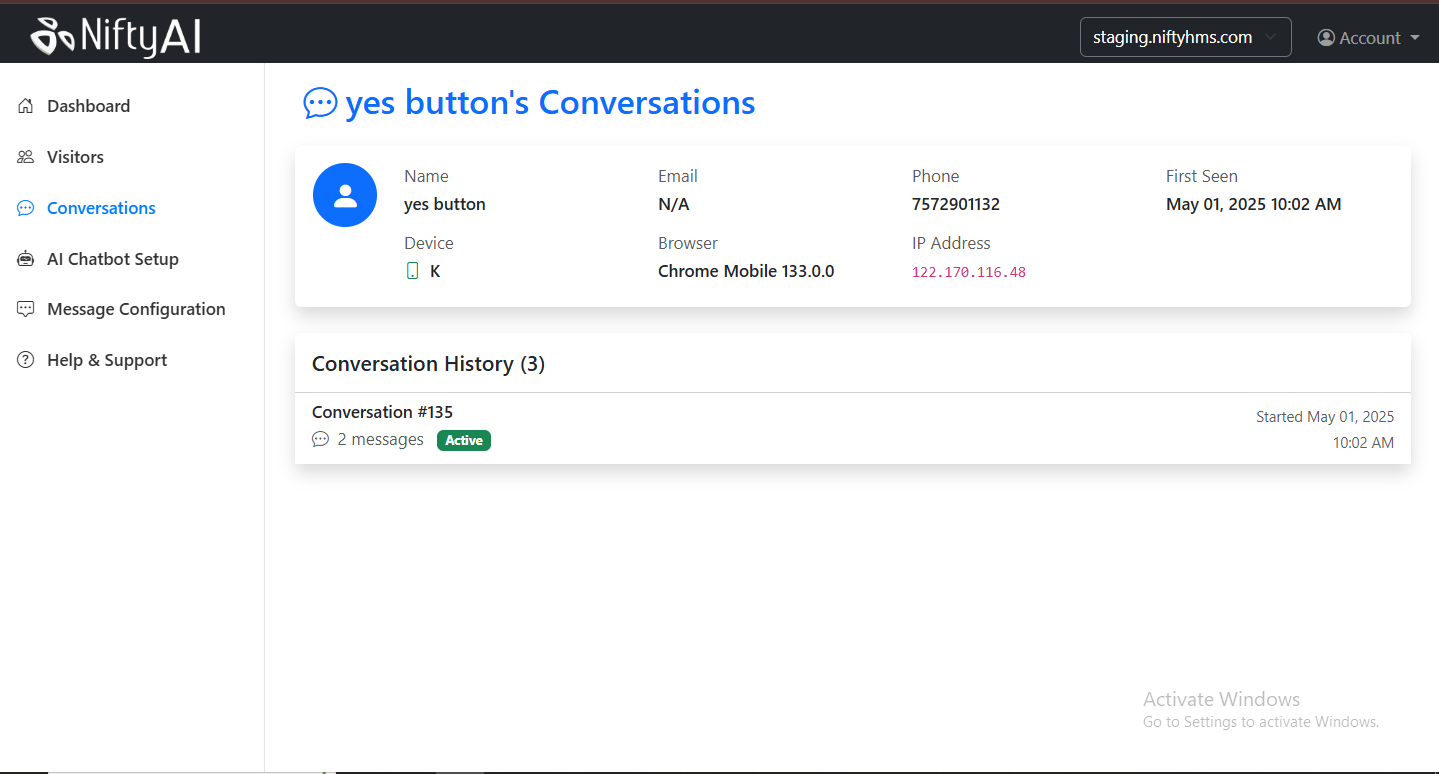 NiftyAI
staging.niftyhms.com
Account
Dashboard
Visitors
Conversations
AI Chatbot Setup
Message Configuration
Help & Support
yes button's Conversations
Name
yes button
Email
N/A
Phone
7572901132
First Seen
May 01, 2025 10:02 AM
Device
K
Browser
Chrome Mobile 133.0.0
IP Address
122.170.116.48
Conversation History (3)
Conversation #135
2 messages Active
Started May 01, 2025
10:02 AM
Activate Windows
Go to Settings to activate Windows.